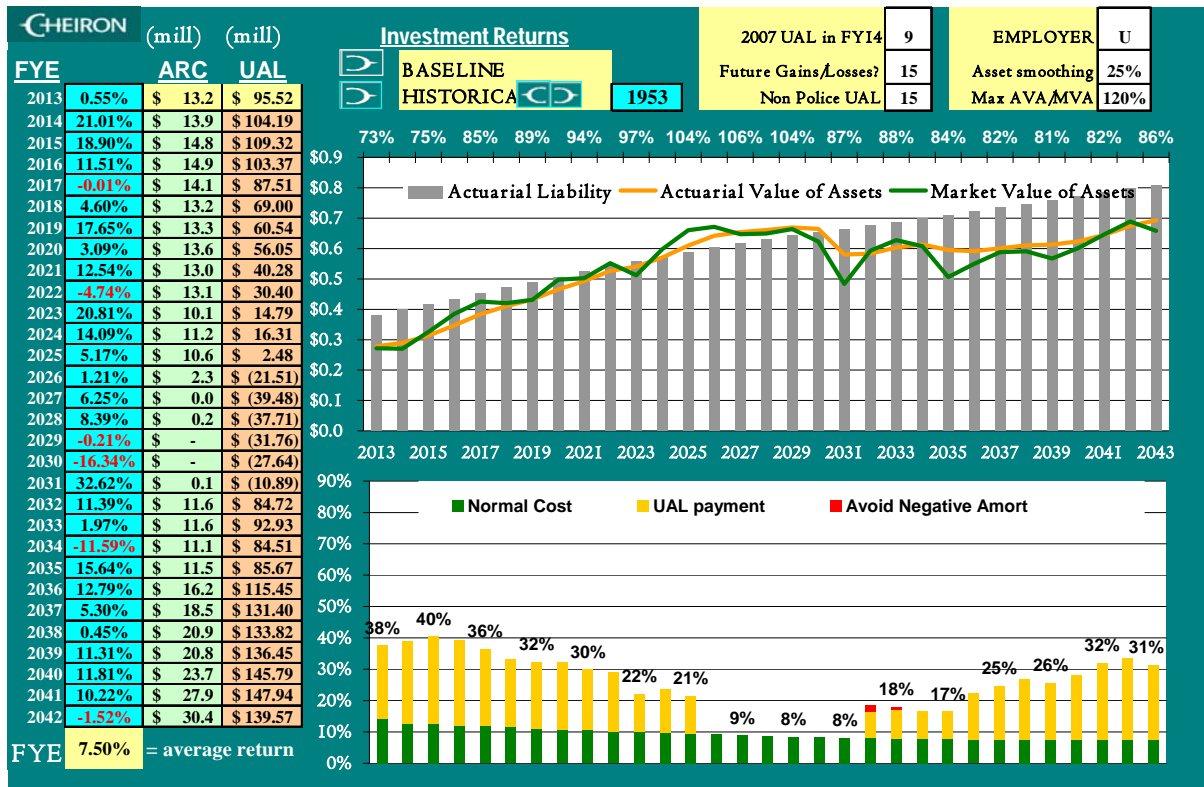 CHEIRON
(mill) (mill)
FYE ARC UAL
2013 0.55% $ 13.2 $ 95.52
2014 21.01% $ 13.9 $ 104.19
2015 18.90% $ 14.8 $ 109.32
2016 11.51% $ 14.9 $ 103.37
2017 -0.01% $ 14.1 $ 87.51
2018 4.60% $ 13.2 $ 69.00
2019 17.65% $ 13.3 $ 60.54
2020 3.09% $ 13.6 $ 56.05
2021 12.54% $ 13.0 $ 40.28
2022 -4.74% $ 13.1 $ 30.40
2023 20.81% $ 10.1 $ 14.79
2024 14.09% $ 11.2 $ 16.31
2025 5.17% $ 10.6 $ 2.48
2026 1.21% $ 2.3 $ (21.51)
2027 6.25% $ 0.0 $ (39.48)
2028 8.39% $ 0.2 $ (37.71)
2029 -0.21% $ - $ (31.76)
2030 -16.34% $ - $ (27.64)
2031 32.62% $ 0.1 $ (10.89)
2032 11.39% $ 11.6 $ 84.72
2033 1.97% $ 11.6 $ 92.93
2034 -11.59% $ 11.1 $ 84.51
2035 15.64% $ 11.5 $ 85.67
2036 12.79% $ 16.2 $ 115.45
2037 5.30% $ 18.5 $ 131.40
2038 0.45% $ 20.9 $ 133.82
2039 11.31% $ 20.8 $ 136.45
2040 11.81% $ 23.7 $ 145.79
2041 10.22% $ 27.9 $ 147.94
2042 -1.52% $ 30.4 $ 139.57
FYE 7.50% = average return
Investment Returns
BASELINE
HISTORICA 1953
2007 UAL in FY14 9
Future Gains/Losses? 15
Non Police UAL 15
EMPLOYER U
Asset smoothing 25%
Max AVA/MVA 120%
73% 75% 85% 89% 94% 97% 104% 106% 104% 87% 88% 84% 82% 81% 82% 86%
Actuarial Liability Actuarial Value of Assets Market Value of Assets
$0.9
$0.8
$0.7
$0.6
$0.5
$0.4
$0.3
$0.2
$0.1
$0.0
2013 2015 2017 2019 2021 2023 2025 2027 2029 2031 2033 2035 2037 2039 2041 2043
Normal Cost UAL payment Avoid Negative Amort
90%
80%
70%
60%
50%
40%
30%
20%
10%
0%
38% 40% 36% 32% 30% 22% 21% 9% 8% 8% 18% 17% 25% 26% 32% 31%